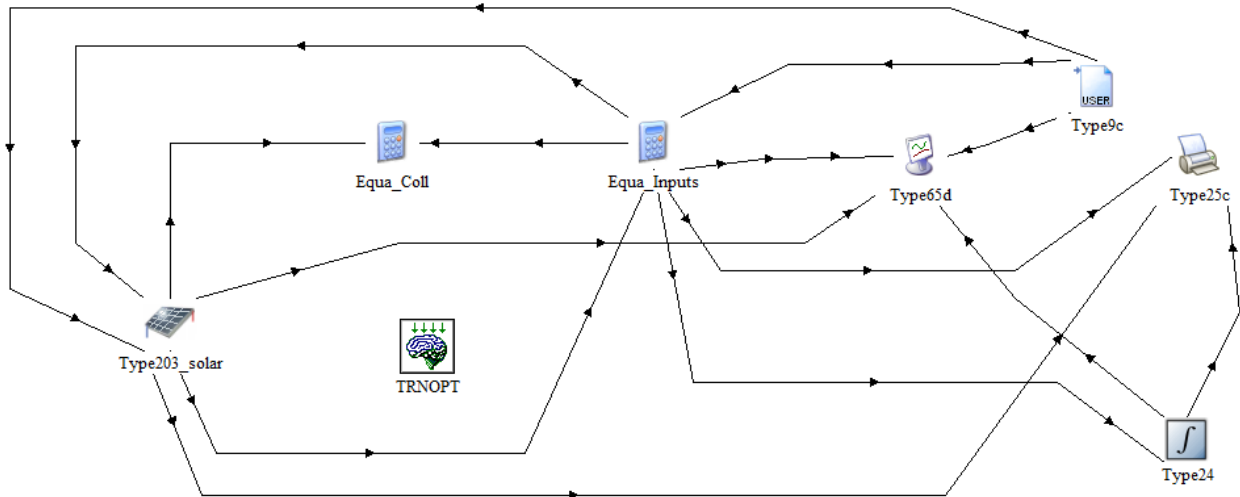 USER
Type9c
Equa_Coll
Equa_Inputs
Type65d
Type25c
Type203_solar
TRNOPT
∫
Type24